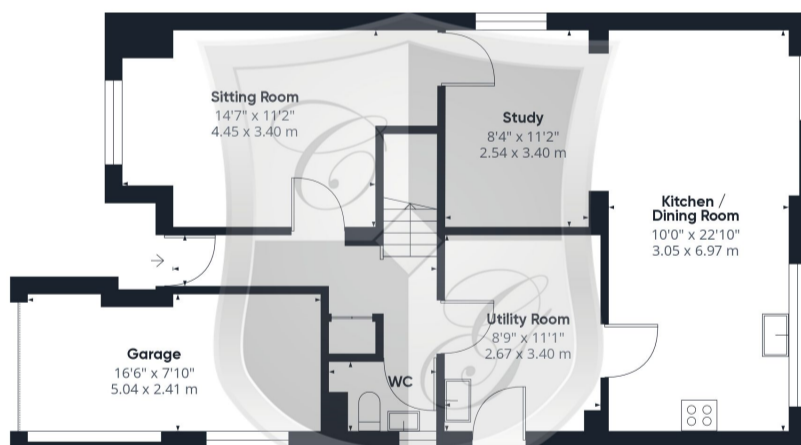 Sitting Room
14'7" x 11'2"
4.45 x 3.40 m
Study
8'4" x 11'2"
2.54 x 3.40 m
Kitchen /
Dining Room
10'0" x 22'10"
3.05 x 6.97 m
Utility Room
8'9" x 11'1"
2.67 x 3.40 m
Garage
16'6" x 7'10"
5.04 x 2.41 m
WC